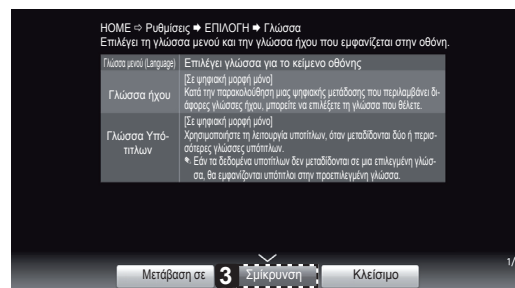 HOME ⇨ Ρυθμίσεις ➡ ΕΠΙΛΟΓΗ ➡ Γλώσσα
Επιλέγει τη γλώσσα μενού και την γλώσσα ήχου που εμφανίζεται στην οθόνη.
Γλώσσα μενού (Language) Επιλέγει γλώσσα για το κείμενο οθόνης
Γλώσσα ήχου
[Σε ψηφιακή μορφή μόνο]
Κατά την παρακολούθηση μιας ψηφιακής μετάδοσης που περιλαμβάνει δι-
άφορες γλώσσες ήχου, μπορείτε να επιλέξετε τη γλώσσα που θέλετε.
Γλώσσα Υπό-
τιτλων
[Σε ψηφιακή μορφή μόνο]
Χρησιμοποιήστε τη λειτουργία υποτίτλων, όταν μεταδίδονται δύο ή περισ-
σότερες γλώσσες υπότιτλων.
Εάν τα δεδομένα υποτίτλων δεν μεταδίδονται σε μια επιλεγμένη γλώσ-
σα, θα εμφανίζονται υπότιτλοι στην προεπιλεγμένη γλώσσα.
Μετάβαση σε 3 Σμίκρυνση Κλείσιμο
1/